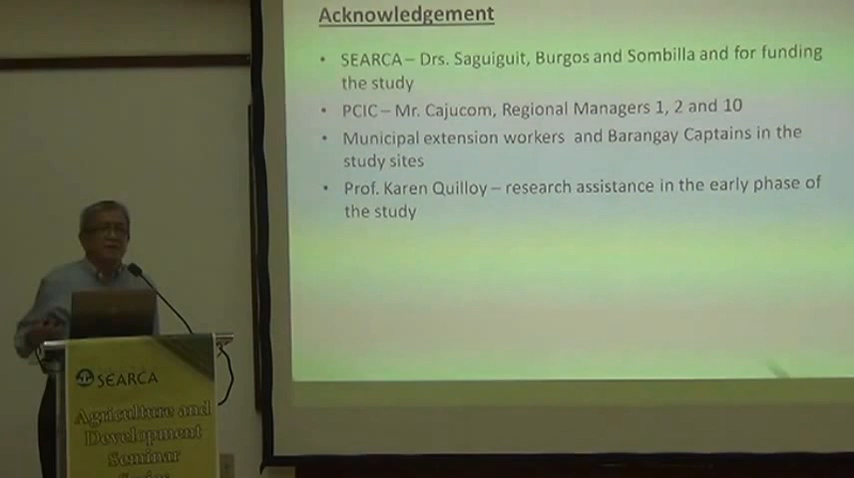 Acknowledgement
• SEARCA – Drs. Saguiguit, Burgos and Sombilla and for funding
the study
• PCIC – Mr. Cajucom, Regional Managers 1, 2 and 10
• Municipal extension workers and Barangay Captains in the
study sites
• Prof. Karen Quilloy – research assistance in the early phase of
the study
SEARCA
Agriculture and
Development
Seminar
Series